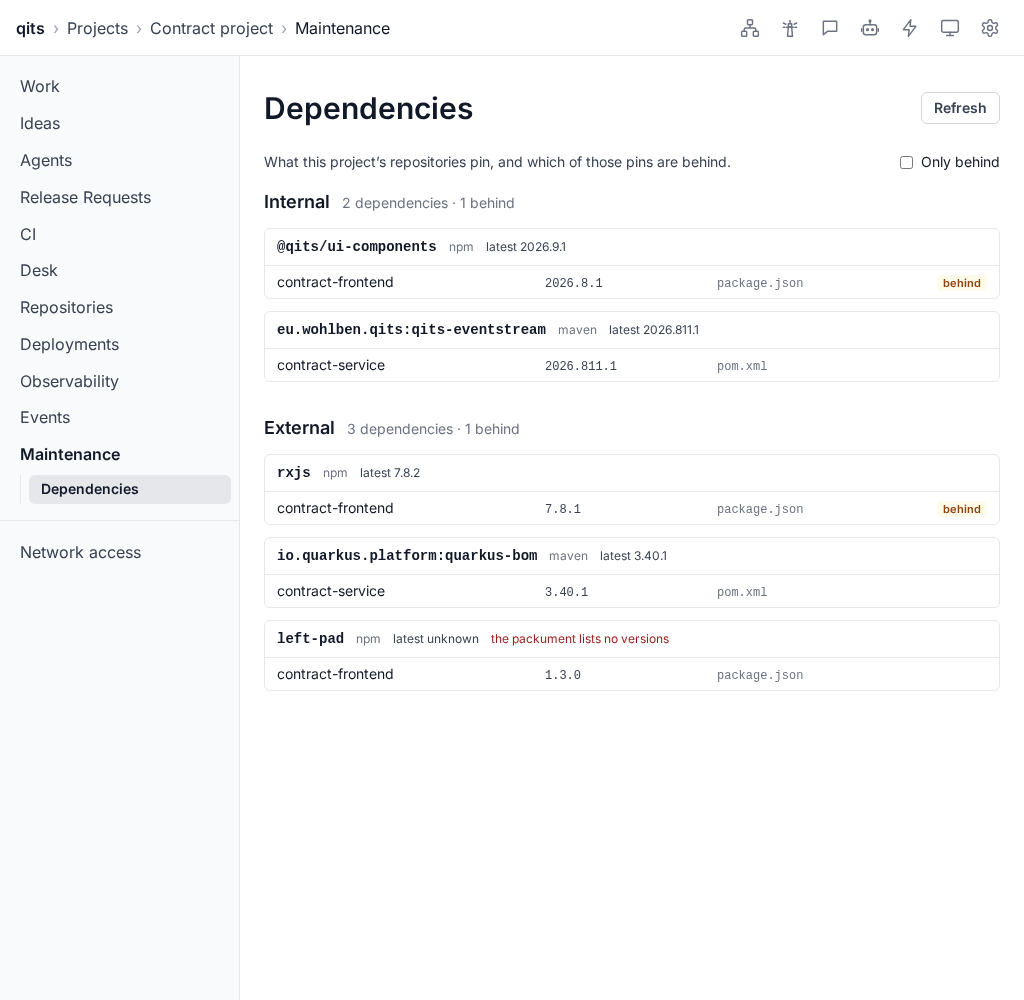 qits › Projects › Contract project › Maintenance
Work
Ideas
Agents
Release Requests
CI
Desk
Repositories
Deployments
Observability
Events
Maintenance
Dependencies
Network access
Dependencies
Refresh
What this project's repositories pin, and which of those pins are behind.
Only behind
Internal 2 dependencies · 1 behind
@qits/ui-components npm latest 2026.9.1
contract-frontend 2026.8.1 package.json behind
eu.wohlben.qits:qits-eventstream maven latest 2026.811.1
contract-service 2026.811.1 pom.xml
External 3 dependencies · 1 behind
rxjs npm latest 7.8.2
contract-frontend 7.8.1 package.json behind
io.quarkus.platform:quarkus-bom maven latest 3.40.1
contract-service 3.40.1 pom.xml
left-pad npm latest unknown the packument lists no versions
contract-frontend 1.3.0 package.json